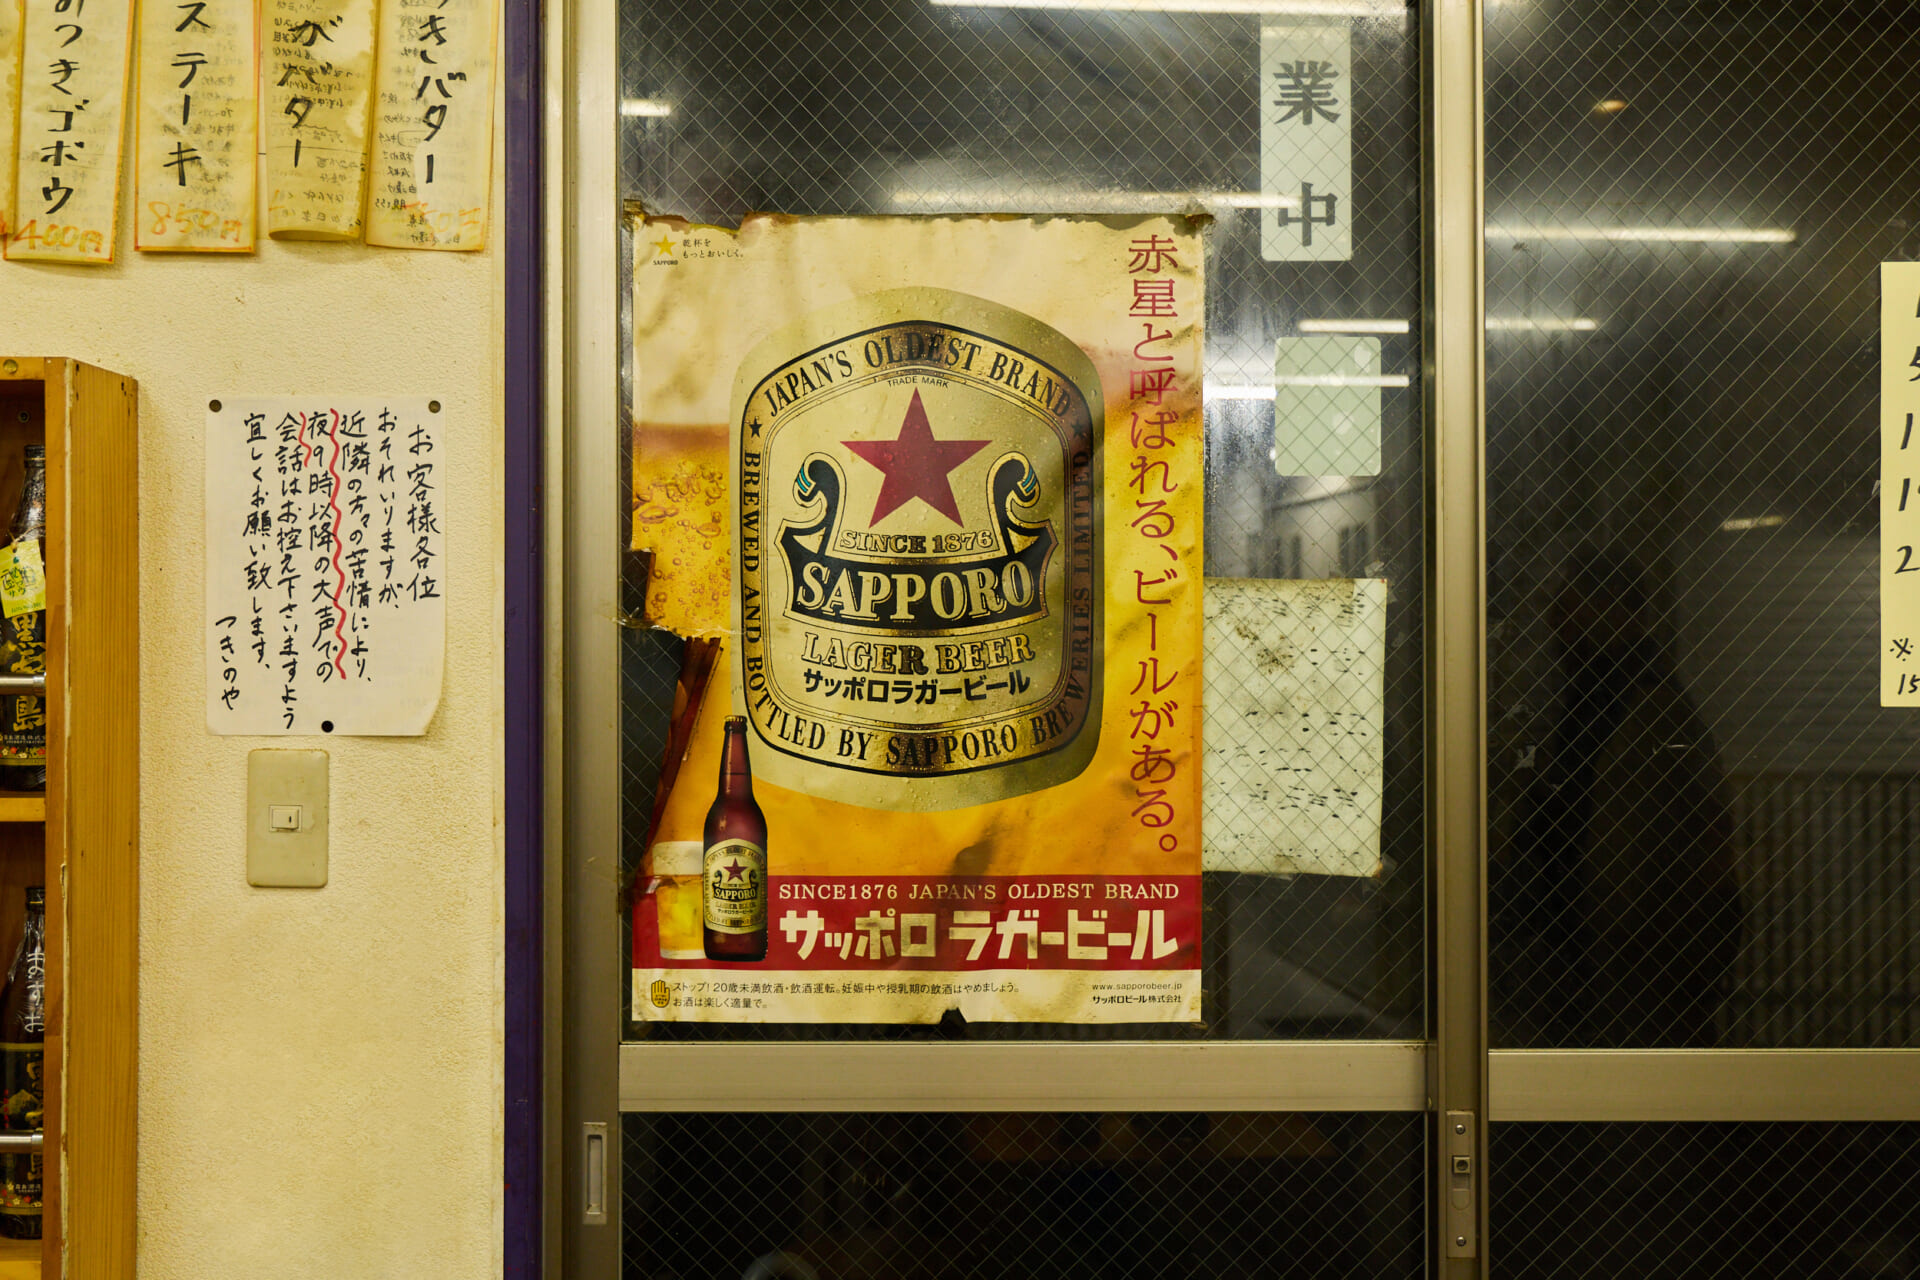 きバター
がバター
ステーキ
850円
つきゴボウ
400円
お客様各位
おそれいりますが、
近隣の方々の苦情により、
夜9時以降の大声での
会話はお控え下さいますよう
宜しくお願い致します、
つきのや
業中
SAPPORO
乾杯を
もっとおいしく。
赤星と呼ばれる、ビールがある。
JAPAN'S OLDEST BRAND
TRADE MARK
SINCE 1876
SAPPORO
LAGER BEER
サッポロラガービール
BREWED AND BOTTLED BY SAPPORO BREWERIES LIMITED
SAPPORO
SINCE1876 JAPAN'S OLDEST BRAND
サッポロ ラガービール
ストップ!20歳未満飲酒・飲酒運転。妊娠中や授乳期の飲酒はやめましょう。
お酒は楽しく適量で。
www.sapporobeer.jp
サッポロビール株式会社
黒
島
※
15